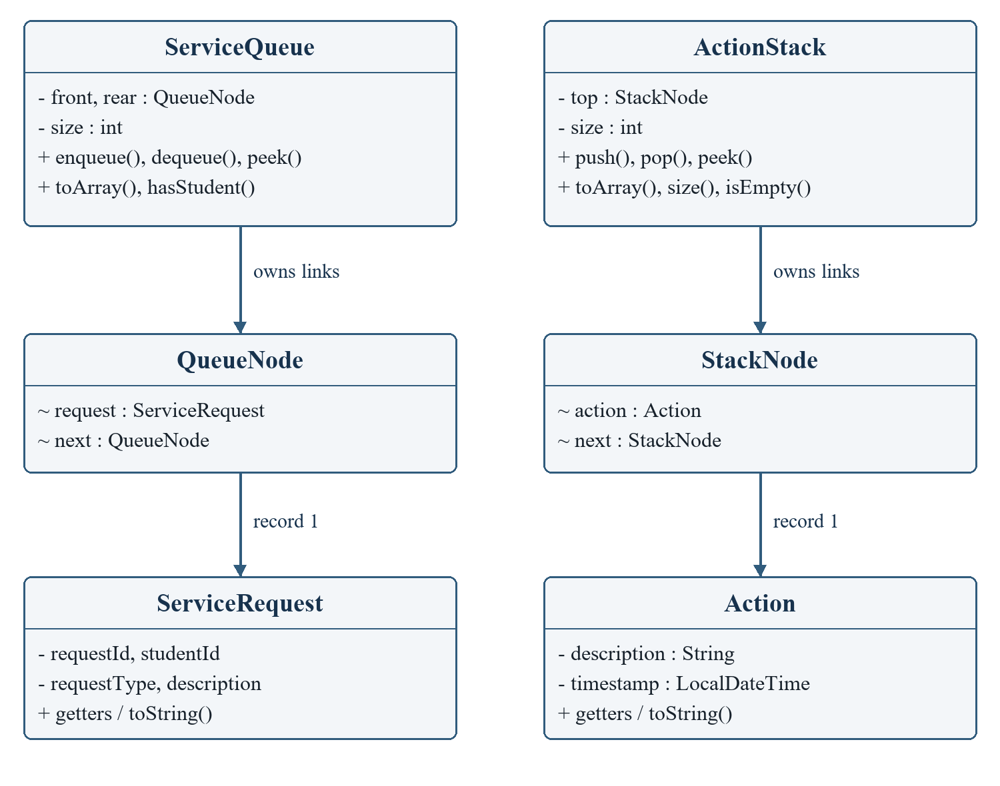 ServiceQueue
- front, rear : QueueNode
- size : int
+ enqueue(), dequeue(), peek()
+ toArray(), hasStudent()
owns links
QueueNode
~ request : ServiceRequest
~ next : QueueNode
record 1
ServiceRequest
- requestId, studentId
- requestType, description
+ getters / toString()
ActionStack
- top : StackNode
- size : int
+ push(), pop(), peek()
+ toArray(), size(), isEmpty()
owns links
StackNode
~ action : Action
~ next : StackNode
record 1
Action
- description : String
- timestamp : LocalDateTime
+ getters / toString()